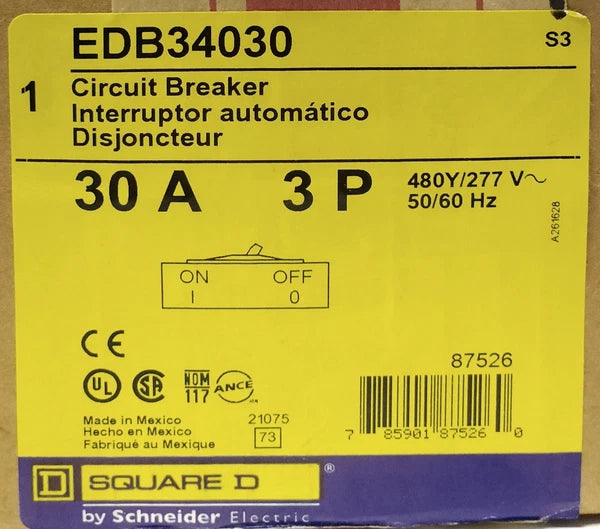 EDB34030
S3
1
Circuit Breaker
Interruptor automático
Disjoncteur
30 A 3 P 480Y/277 V~
50/60 Hz
A261628
ON OFF
I 0
CE
UL SA NOM
117 ANCE
87526
Made in Mexico
Hecho en Mexico
Fabriqué au Mexique
21075
73
7 85901 87526 0
D SQUARE D ®
by Schneider Electric